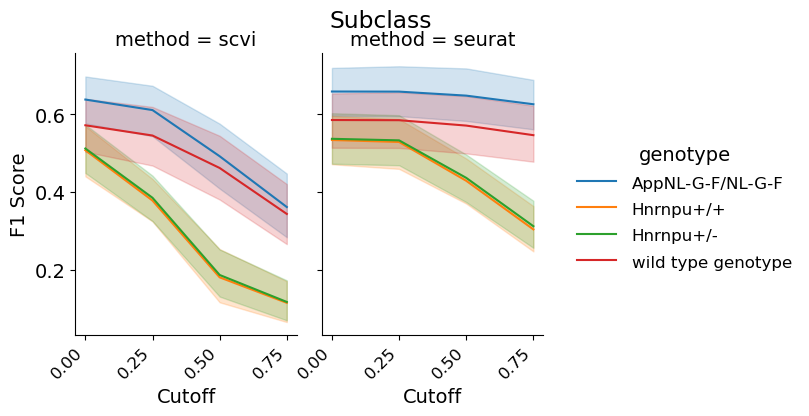 Subclass
method = scvi
method = seurat
F1 Score
0.6
0.4
0.2
0.00
0.25
0.50
0.75
0.00
0.25
0.50
0.75
Cutoff
Cutoff
genotype
AppNL-G-F/NL-G-F
Hnrnpu+/+
Hnrnpu+/-
wild type genotype